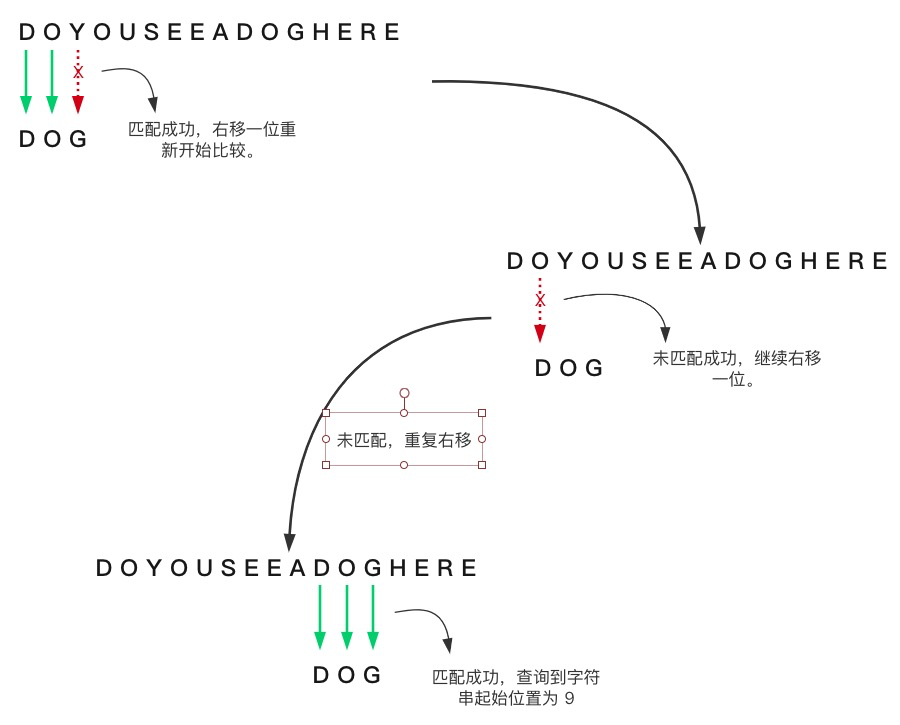 DOYOUSEEADOGHERE
X
DOG
匹配成功，右移一位重
新开始比较。
DOYOUSEEADOGHERE
X
DOG
未匹配成功，继续右移
一位。
未匹配，重复右移
DOYOUSEEADOGHERE
DOG
匹配成功，查询到字符
串起始位置为 9